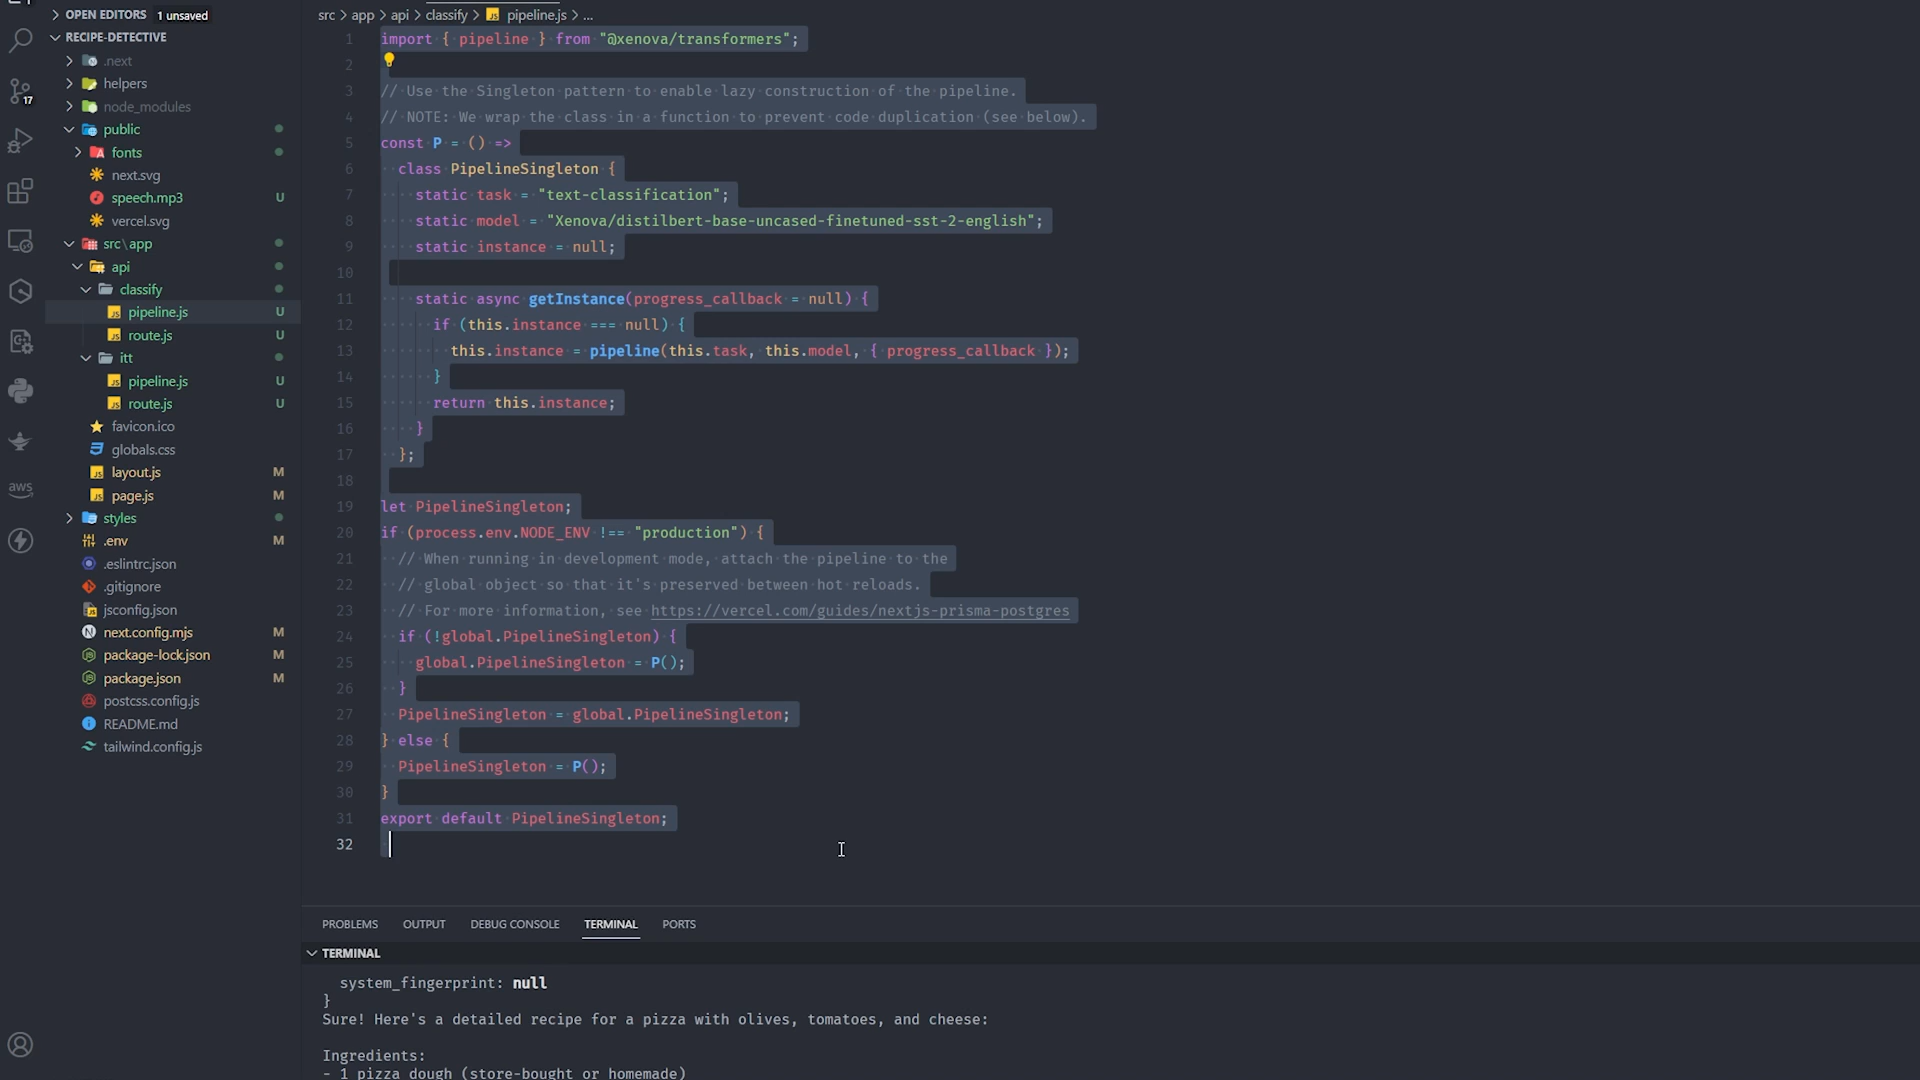 OPEN EDITORS 1 unsaved
RECIPE-DETECTIVE
.next
helpers
node_modules
public
fonts
next.svg
speech.mp3 U
vercel.svg
src\app
api
classify
pipeline.js U
route.js U
itt
pipeline.js U
route.js U
favicon.ico
globals.css
layout.js M
page.js M
styles
.env M
.eslintrc.json
.gitignore
jsconfig.json
next.config.mjs M
package-lock.json M
package.json M
postcss.config.js
README.md
tailwind.config.js
17
aws
src > app > api > classify > JS pipeline.js > ...
1 import { pipeline } from "@xenova/transformers";
2
3 // Use the Singleton pattern to enable lazy construction of the pipeline.
4 // NOTE: We wrap the class in a function to prevent code duplication (see below).
5 const P = () =>
6 class PipelineSingleton {
7 static task = "text-classification";
8 static model = "Xenova/distilbert-base-uncased-finetuned-sst-2-english";
9 static instance = null;
10
11 static async getInstance(progress_callback = null) {
12 if (this.instance === null) {
13 this.instance = pipeline(this.task, this.model, { progress_callback });
14 }
15 return this.instance;
16 }
17 };
18
19 let PipelineSingleton;
20 if (process.env.NODE_ENV !== "production") {
21 // When running in development mode, attach the pipeline to the
22 // global object so that it's preserved between hot reloads.
23 // For more information, see https://vercel.com/guides/nextjs-prisma-postgres
24 if (!global.PipelineSingleton) {
25 global.PipelineSingleton = P();
26 }
27 PipelineSingleton = global.PipelineSingleton;
28 } else {
29 PipelineSingleton = P();
30 }
31 export default PipelineSingleton;
32
PROBLEMS OUTPUT DEBUG CONSOLE TERMINAL PORTS
TERMINAL
system_fingerprint: null
}
Sure! Here's a detailed recipe for a pizza with olives, tomatoes, and cheese:
Ingredients:
- 1 pizza dough (store-bought or homemade)